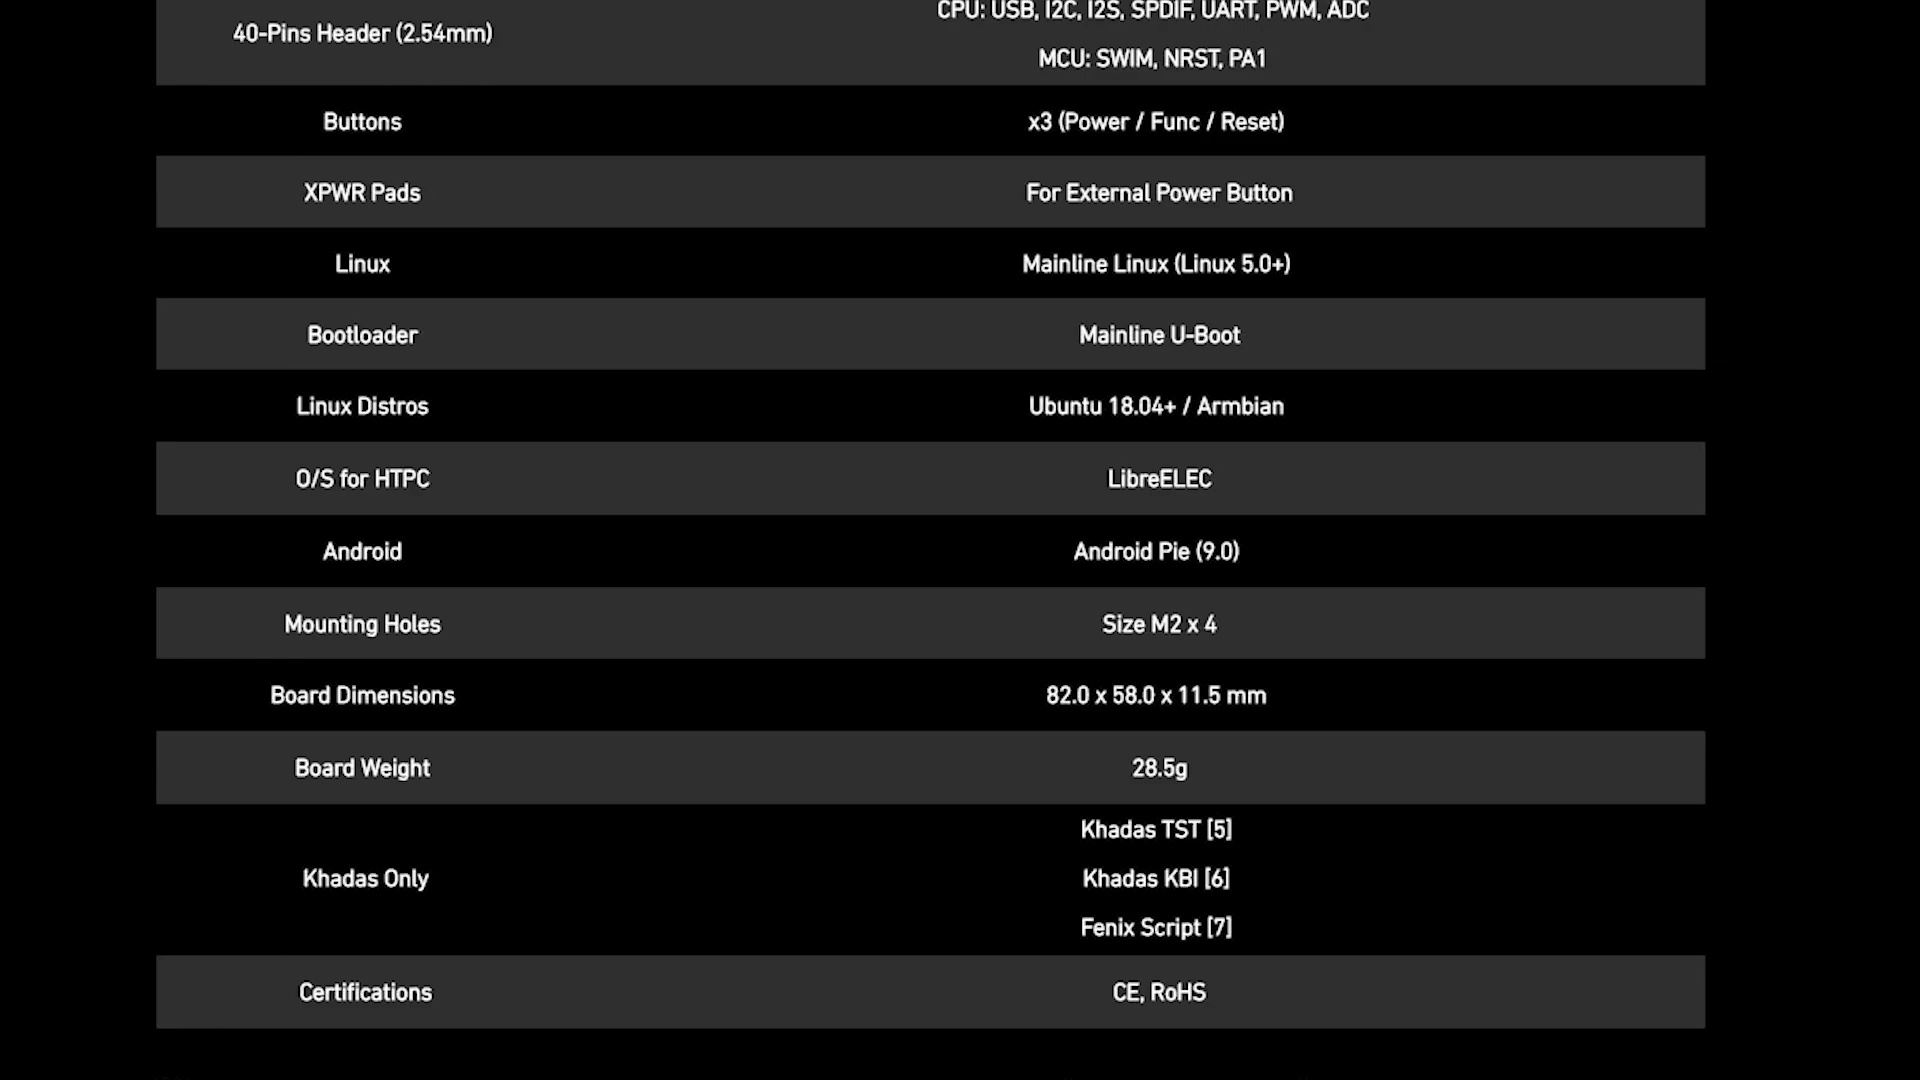 CPU: USB, I2C, I2S, SPDIF, UART, PWM, ADC
40-Pins Header (2.54mm)
MCU: SWIM, NRST, PA1
Buttons x3 (Power / Func / Reset)
XPWR Pads For External Power Button
Linux Mainline Linux (Linux 5.0+)
Bootloader Mainline U-Boot
Linux Distros Ubuntu 18.04+ / Armbian
O/S for HTPC LibreELEC
Android Android Pie (9.0)
Mounting Holes Size M2 x 4
Board Dimensions 82.0 x 58.0 x 11.5 mm
Board Weight 28.5g
Khadas TST [5]
Khadas Only Khadas KBI [6]
Fenix Script [7]
Certifications CE, RoHS